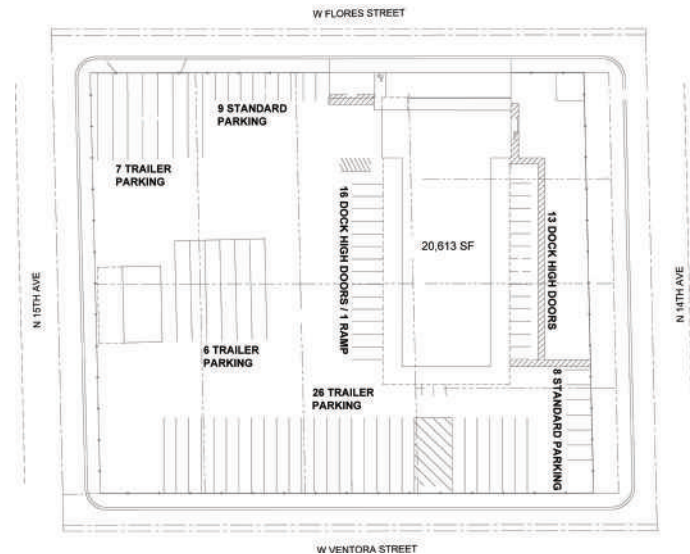 W FLORES STREET
9 STANDARD
PARKING
7 TRAILER
PARKING
16 DOCK HIGH DOORS / 1 RAMP
20,613 SF
13 DOCK HIGH DOORS
N 15TH AVE
N 14TH AVE
6 TRAILER
PARKING
26 TRAILER
PARKING
8 STANDARD PARKING
W VENTORA STREET